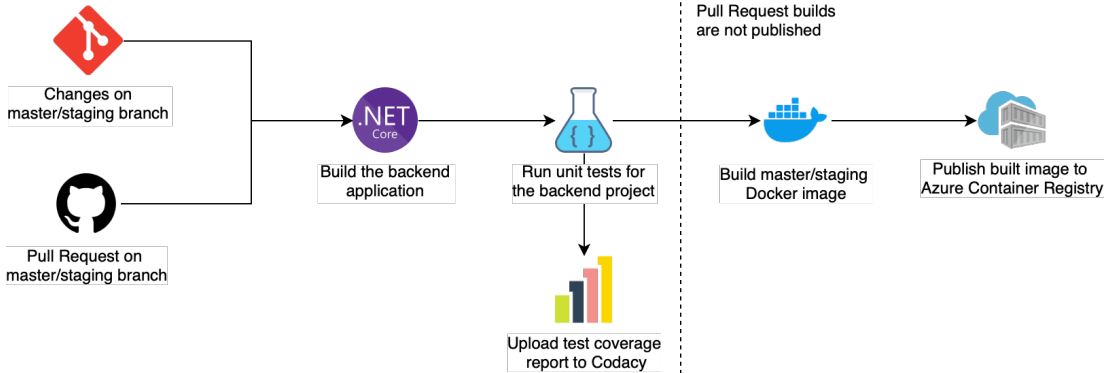 Pull Request builds
are not published
Changes on
master/staging branch
.NET
Core
{ }
Build the backend
application
Run unit tests for
the backend project
Build master/staging
Docker image
Publish built image to
Azure Container Registry
Pull Request on
master/staging branch
Upload test coverage
report to Codacy